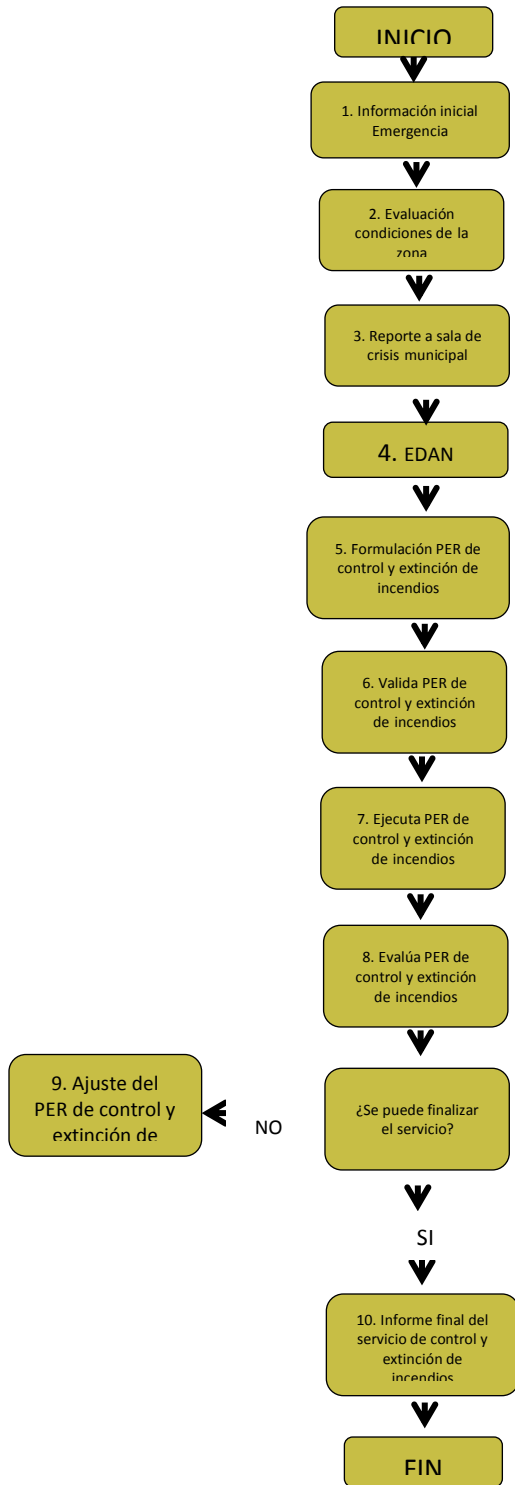 INICIO
1. Información inicial
Emergencia
2. Evaluación
condiciones de la
zona
3. Reporte a sala de
crisis municipal
4. EDAN
5. Formulación PER de
control y extinción de
incendios
6. Valida PER de
control y extinción
de incendios
7. Ejecuta PER de
control y extinción
de incendios
8. Evalúa PER de
control y extinción
de incendios
9. Ajuste del
PER de control y
extinción de
NO
¿Se puede finalizar
el servicio?
SI
10. Informe final del
servicio de control y
extinción de
incendios
FIN